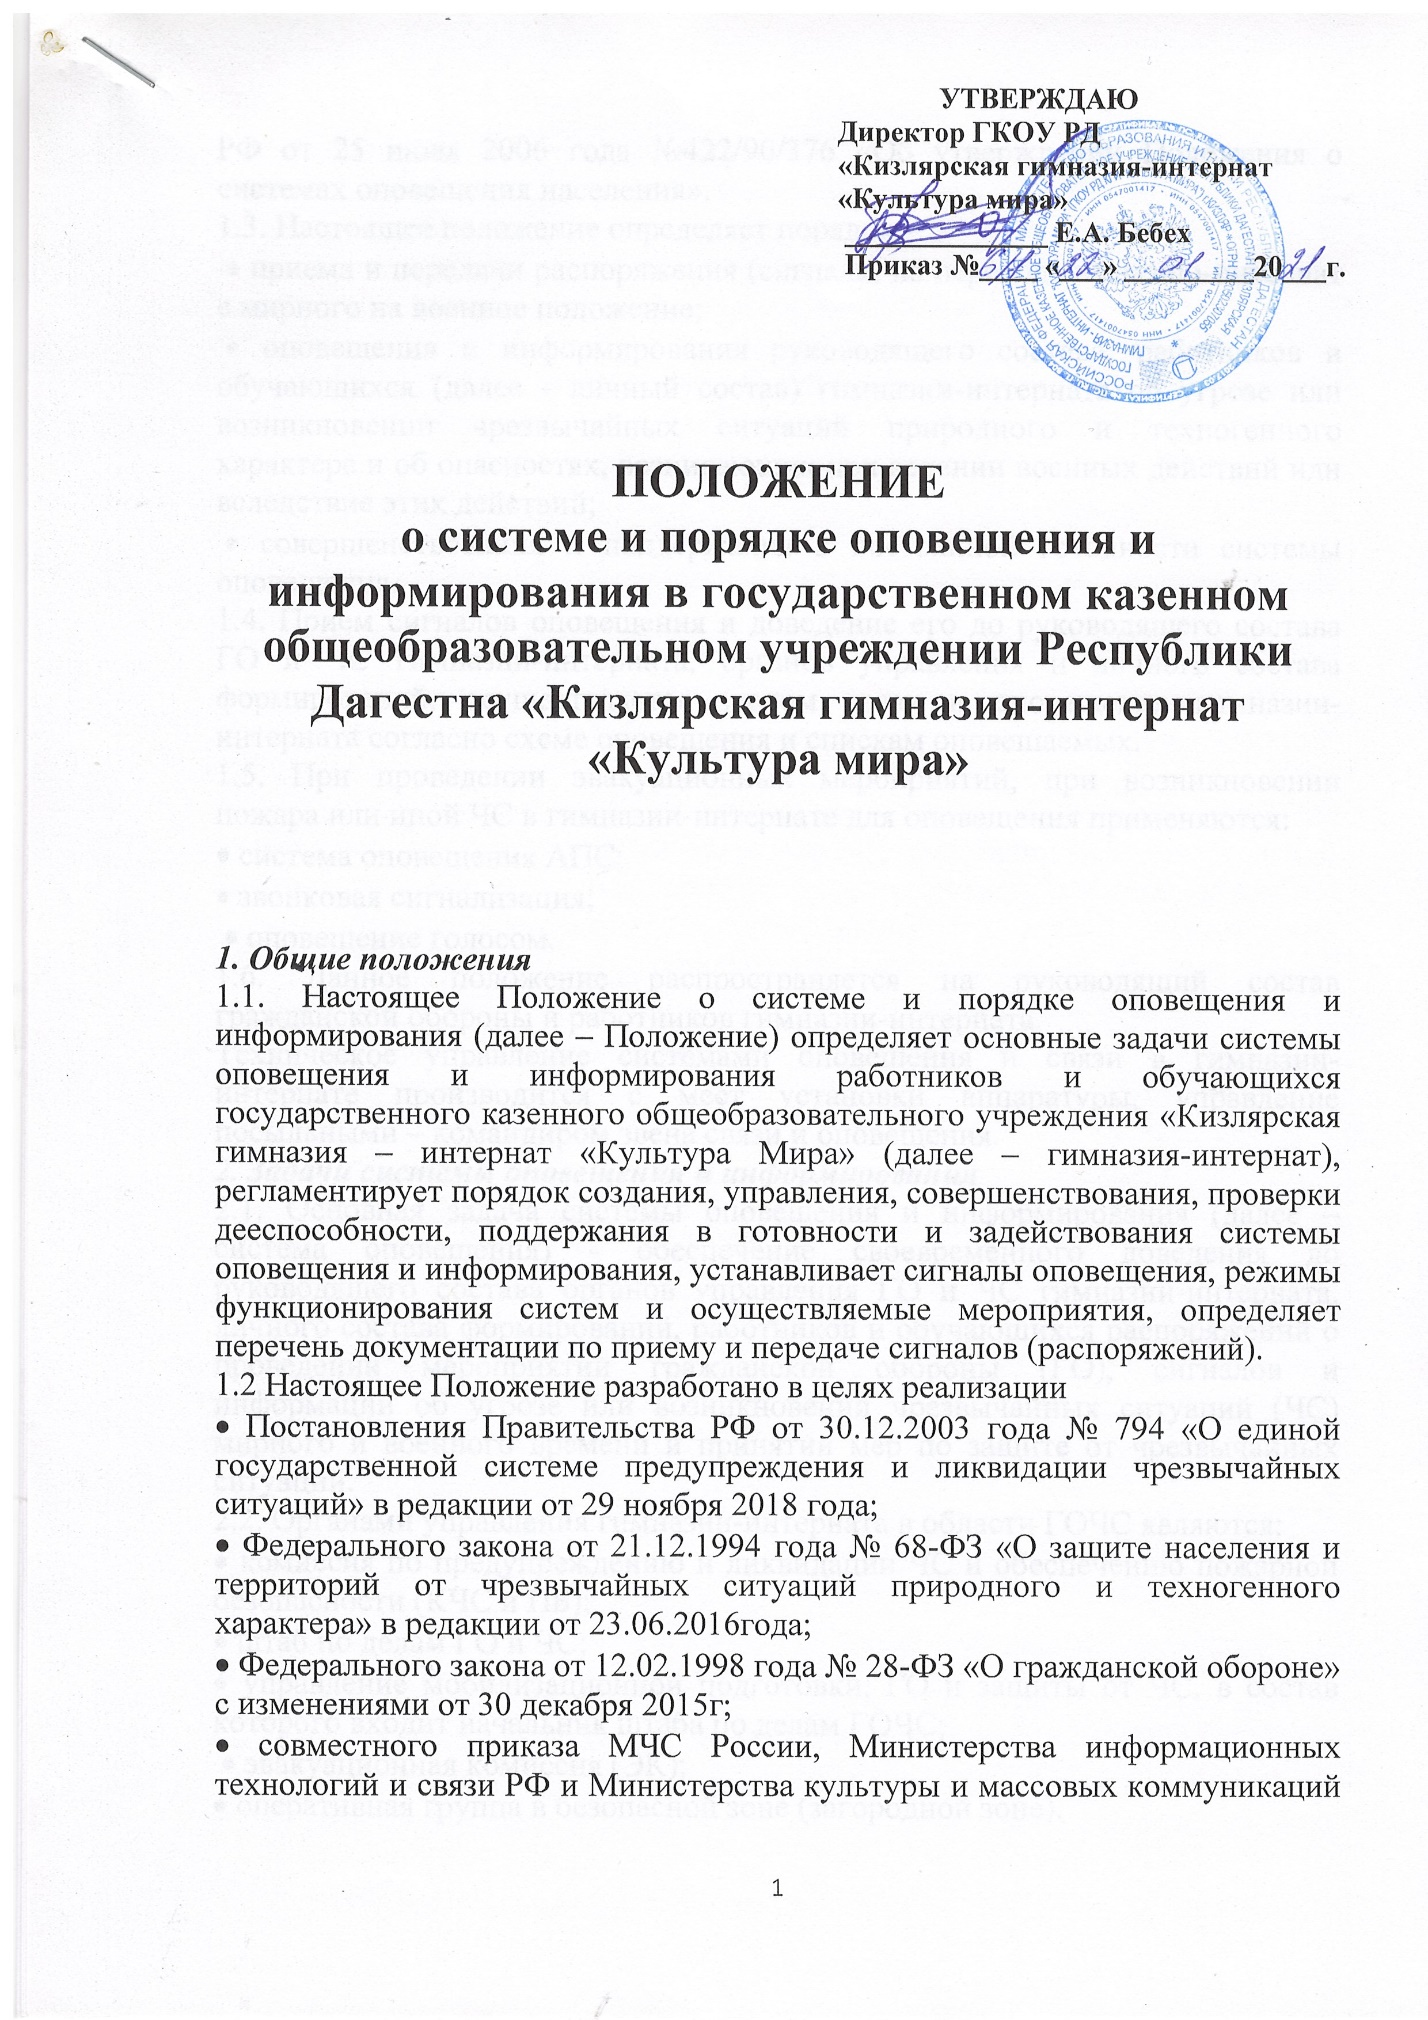 УТВЕРЖДАЮ
Директор ГКОУ РД
«Кизлярская гимназия-интернат
«Культура мира»
Е.А. Бебех
Приказ № «22» 01 2021 г.
ПОЛОЖЕНИЕ
о системе и порядке оповещения и
информирования в государственном казенном
общеобразовательном учреждении Республики
Дагестна «Кизлярская гимназия-интернат
«Культура мира»
1. Общие положения
1.1. Настоящее Положение о системе и порядке оповещения и
информирования (далее – Положение) определяет основные задачи системы
оповещения и информирования работников и обучающихся
государственного казенного общеобразовательного учреждения «Кизлярская
гимназия – интернат «Культура Мира» (далее – гимназия-интернат),
регламентирует порядок создания, управления, совершенствования, проверки
дееспособности, поддержания в готовности и задействования системы
оповещения и информирования, устанавливает сигналы оповещения, режимы
функционирования систем и осуществляемые мероприятия, определяет
перечень документации по приему и передаче сигналов (распоряжений).
1.2 Настоящее Положение разработано в целях реализации
• Постановления Правительства РФ от 30.12.2003 года № 794 «О единой
государственной системе предупреждения и ликвидации чрезвычайных
ситуаций» в редакции от 29 ноября 2018 года;
• Федерального закона от 21.12.1994 года № 68-ФЗ «О защите населения и
территорий от чрезвычайных ситуаций природного и техногенного
характера» в редакции от 23.06.2016года;
• Федерального закона от 12.02.1998 года № 28-ФЗ «О гражданской обороне»
с изменениями от 30 декабря 2015г;
• совместного приказа МЧС России, Министерства информационных
технологий и связи РФ и Министерства культуры и массовых коммуникаций
1